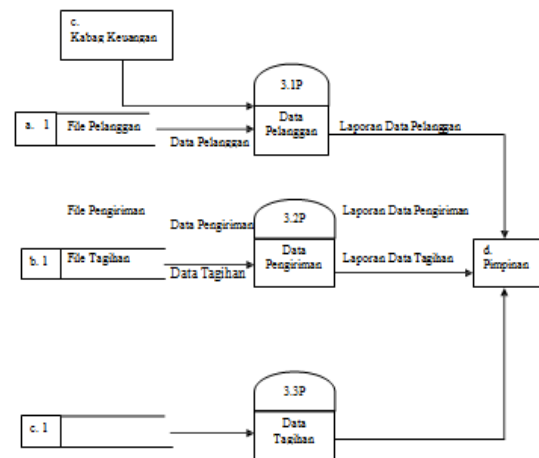 c.
Kabag Keuangan
3.1P
a. 1 File Pelanggan
Data Pelanggan
Data
Pelanggan
Laporan Data Pelanggan
File Pengiriman
Data Pengiriman
3.2P
Laporan Data Pengiriman
b. 1 File Tagihan
Data Tagihan
Data
Pengiriman
Laporan Data Tagihan
d.
Pimpinan
3.3P
c. 1
Data
Tagihan